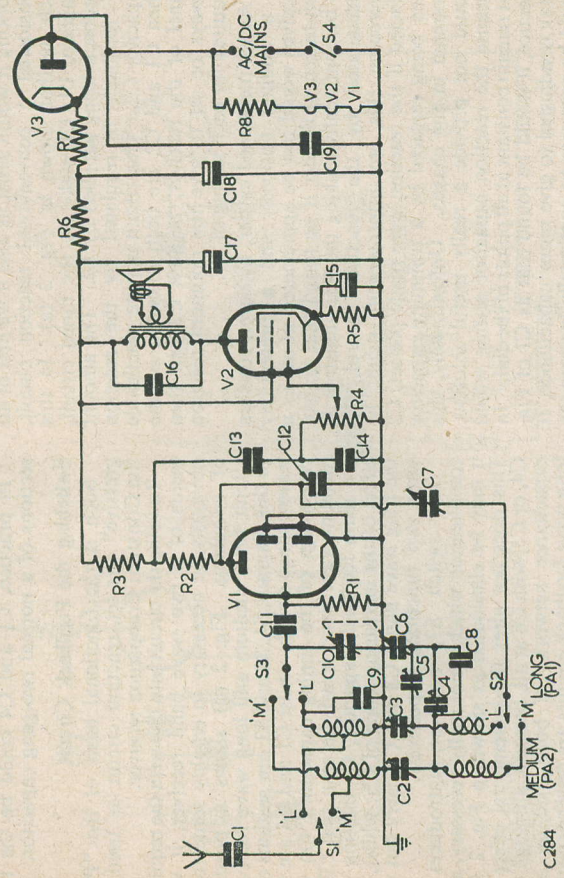 V3
R7
R6
C18
C17
AC/DC
MAINS
S4
R8
V3
V2
V1
C19
C16
V2
C15
R5
R4
C13
C12
C14
R3
R2
V1
C7
C11
R1
S3
C10
C6
'M'
'L'
C9
C5
C8
C3
C4
C2
S2
'L'
'M'
LONG
(PA1)
MEDIUM
(PA2)
C1
S1
'L'
'M'
C284